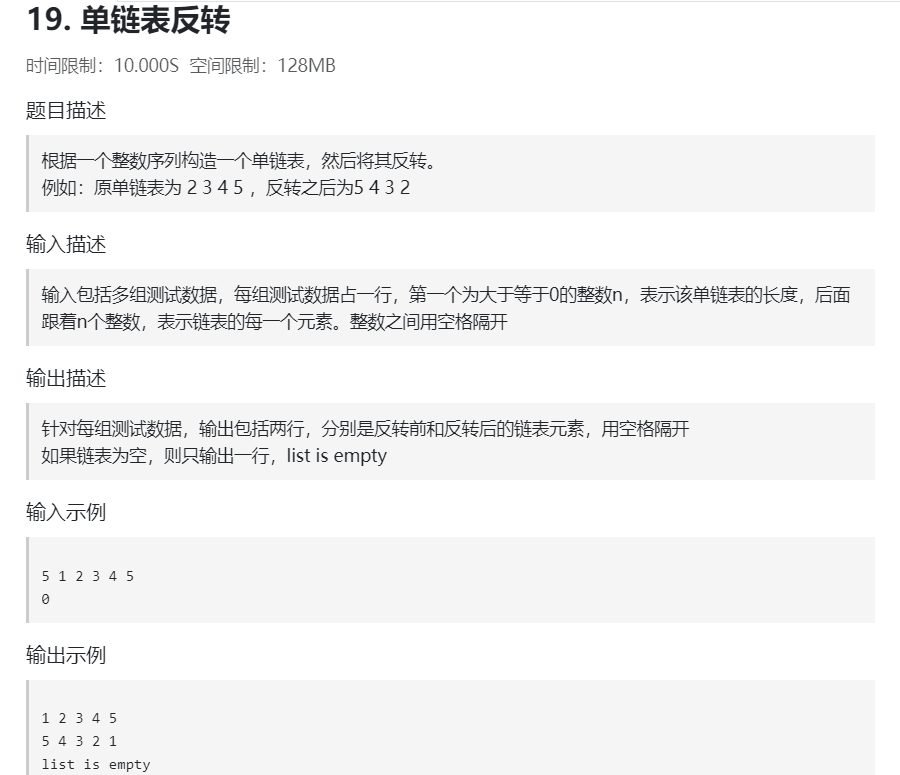 19. 单链表反转
时间限制：10.000S 空间限制：128MB
题目描述
根据一个整数序列构造一个单链表，然后将其反转。
例如：原单链表为 2 3 4 5 ，反转之后为5 4 3 2
输入描述
输入包括多组测试数据，每组测试数据占一行，第一个为大于等于0的整数n，表示该单链表的长度，后面
跟着n个整数，表示链表的每一个元素。整数之间用空格隔开
输出描述
针对每组测试数据，输出包括两行，分别是反转前和反转后的链表元素，用空格隔开
如果链表为空，则只输出一行，list is empty
输入示例
5 1 2 3 4 5
0
输出示例
1 2 3 4 5
5 4 3 2 1
list is empty